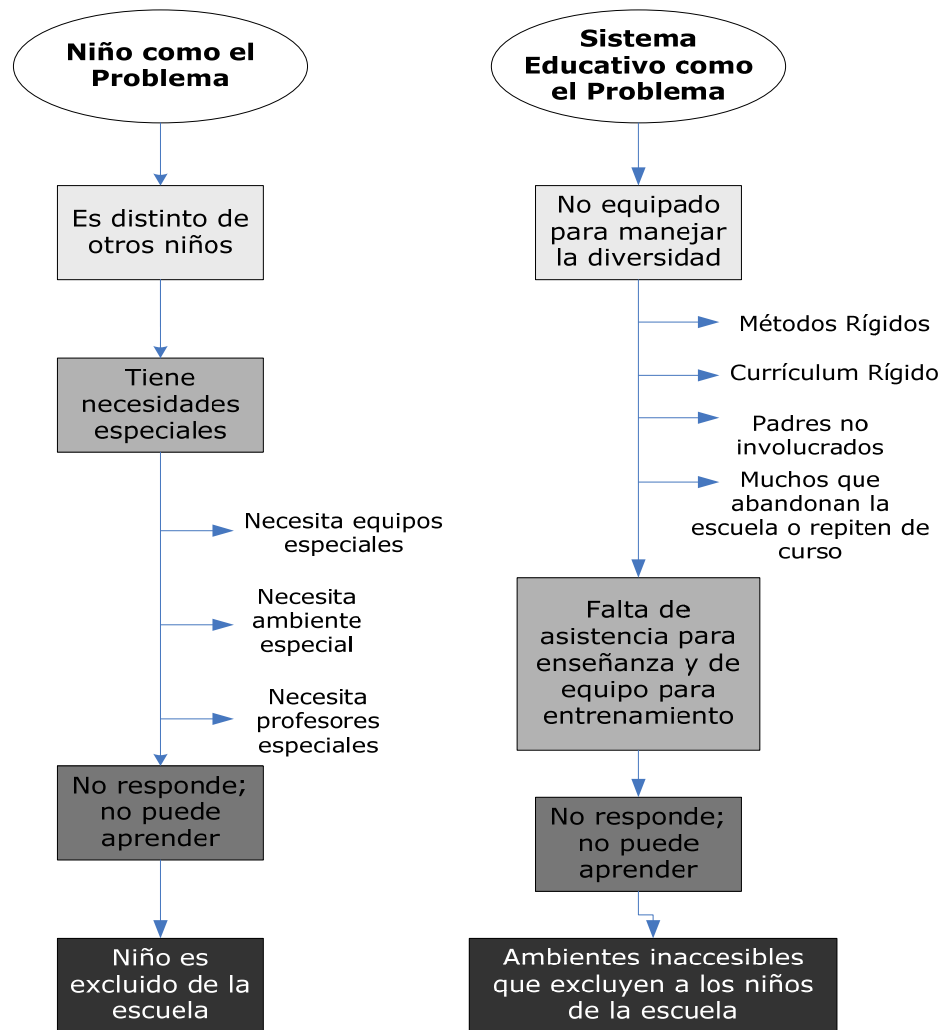 Niño como el
Problema
Es distinto de
otros niños
Tiene
necesidades
especiales
Necesita equipos
especiales
Necesita
ambiente
especial
Necesita
profesores
especiales
No responde;
no puede
aprender
Niño es
excluido de la
escuela
Sistema
Educativo como
el Problema
No equipado
para manejar
la diversidad
Métodos Rígidos
Currículum Rígido
Padres no
involucrados
Muchos que
abandonan la
escuela o repiten de
curso
Falta de
asistencia para
enseñanza y de
equipo para
entrenamiento
No responde;
no puede
aprender
Ambientes inaccesibles
que excluyen a los niños
de la escuela